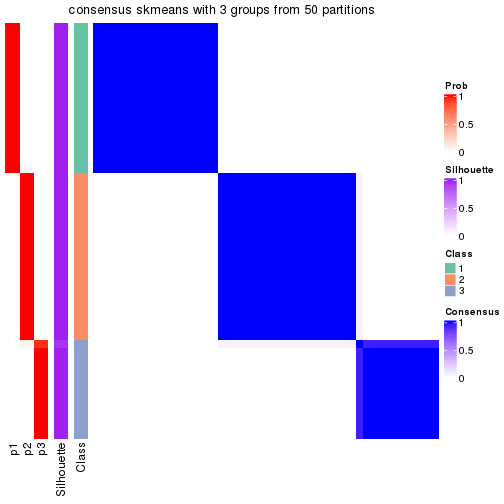 consensus skmeans with 3 groups from 50 partitions
Prob
1
0.5
0
Silhouette
1
0.5
0
Class
1
2
3
Consensus
1
0.5
0
p1
p2
p3
Silhouette
Class